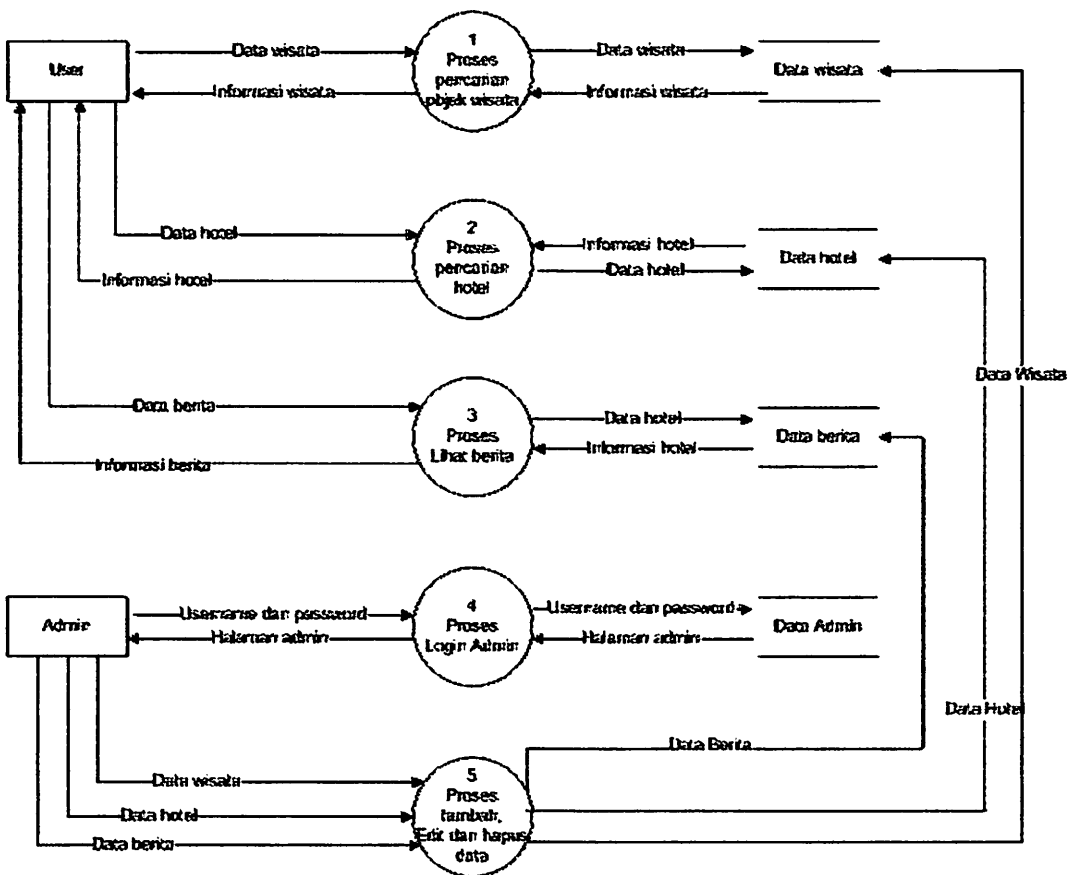 1
Data wisata
Proses
Data wisata
User
pencarian
Data wisata
Informasi wisata
objek wisata
Informasi wisata
2
Data hotel
Proses
Informasi hotel
pencarian
Data hotel
Informasi hotel
hotel
Data hotel
Data Wisata
Data berita
3
Data hotel
Proses
Data berita
Lihat berita
Informasi hotel
Informasi berita
4
Username dan password
Proses
Username dan password
Admin
Data Admin
Halaman admin
Login Admin
Halaman admin
Data Hotel
Data Berita
5
Data wisata
Proses
tambah,
Data hotel
Edit dan hapus
Data berita
data